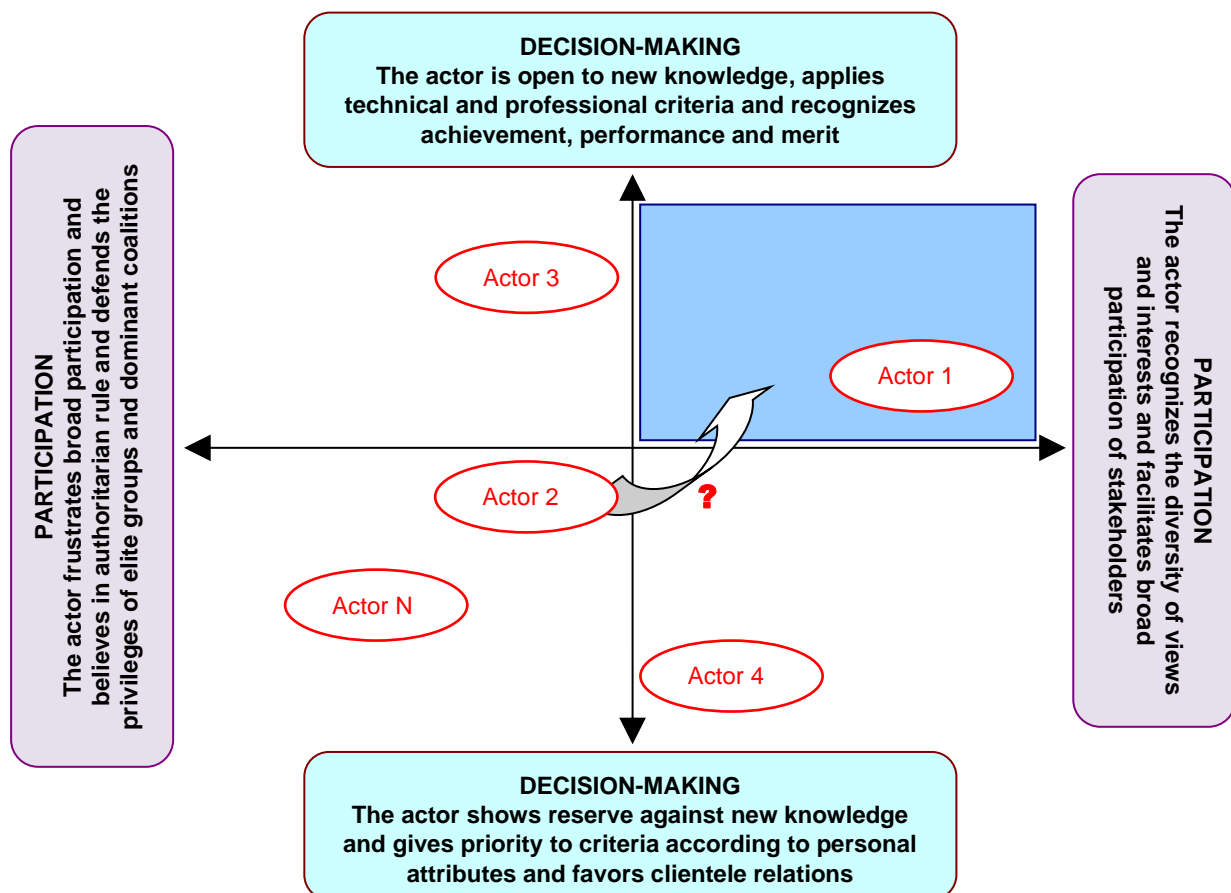 DECISION-MAKING
The actor is open to new knowledge, applies
technical and professional criteria and recognizes
achievement, performance and merit
PARTICIPATION
The actor frustrates broad participation and
believes in authoritarian rule and defends the
privileges of elite groups and dominant coalitions
Actor 3
Actor 1
Actor 2
?
Actor N
Actor 4
PARTICIPATION
The actor recognizes the diversity of views
and interests and facilitates broad
participation of stakeholders
DECISION-MAKING
The actor shows reserve against new knowledge
and gives priority to criteria according to personal
attributes and favors clientele relations